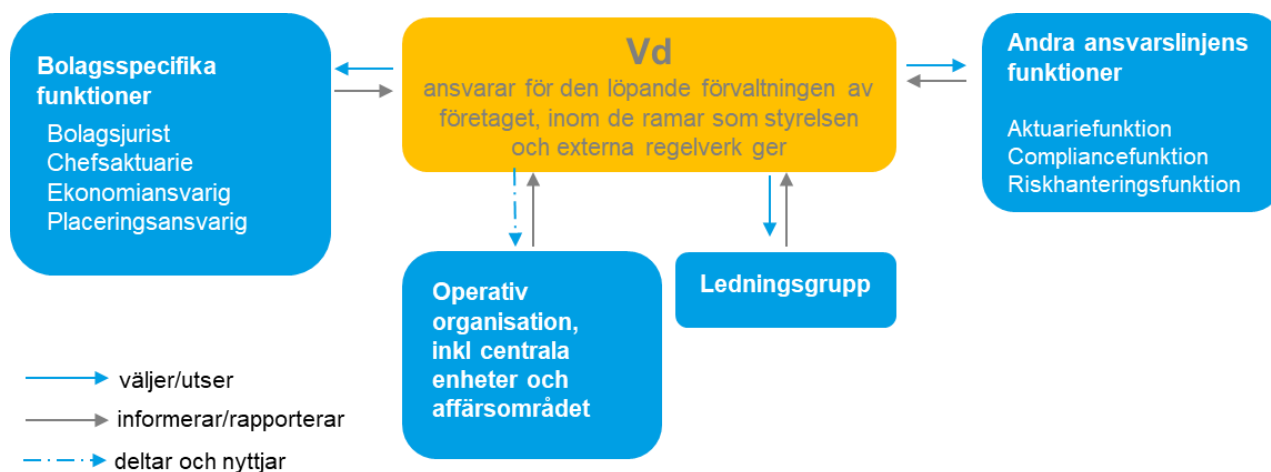 Bolagsspecifika
funktioner
Bolagsjurist
Chefsaktuarie
Ekonomiansvarig
Placeringsansvarig
Vd
ansvarar för den löpande förvaltningen av
företaget, inom de ramar som styrelsen
och externa regelverk ger
Andra ansvarslinjens
funktioner
Aktuariefunktion
Compliancefunktion
Riskhanteringsfunktion
Operativ
organisation,
inkl centrala
enheter och
affärsområdet
Ledningsgrupp
väljer/utser
informerar/rapporterar
deltar och nyttjar